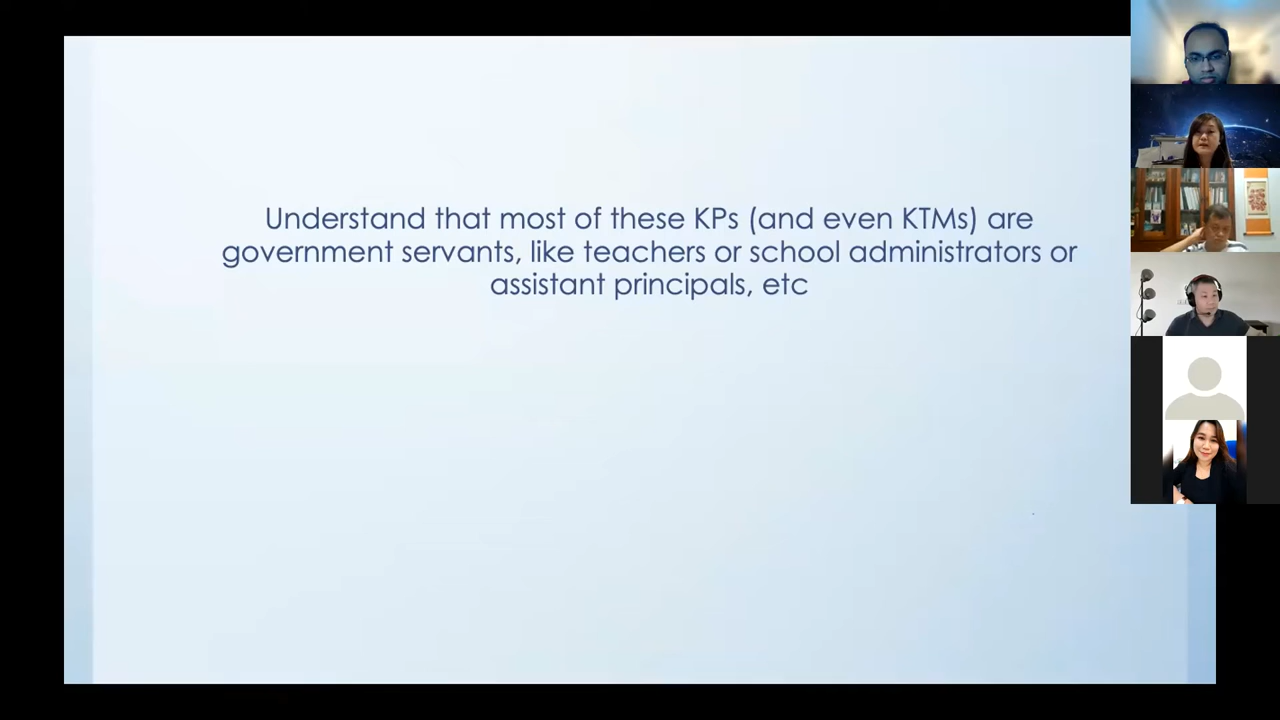 Understand that most of these KPs (and even KTMs) are
government servants, like teachers or school administrators or
assistant principals, etc